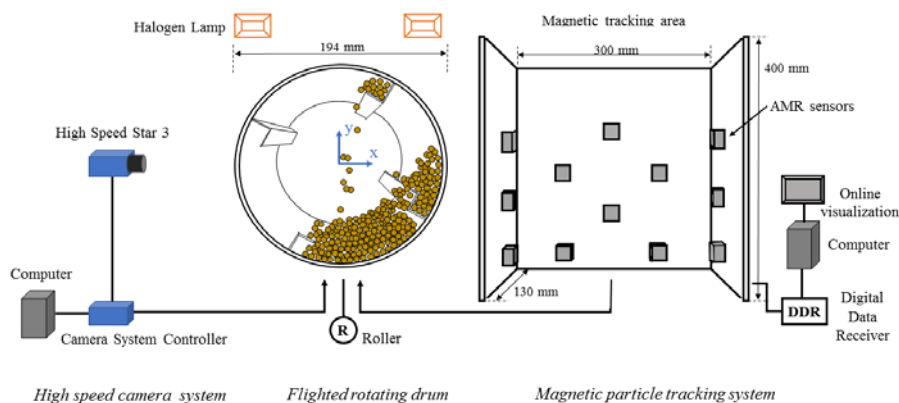 Halogen Lamp
194 mm
High Speed Star 3
y
x
Computer
Camera System Controller
R
Roller
Magnetic tracking area
300 mm
400 mm
AMR sensors
130 mm
Online
visualization
Computer
DDR
Digital
Data
Receiver
High speed camera system
Flighted rotating drum
Magnetic particle tracking system